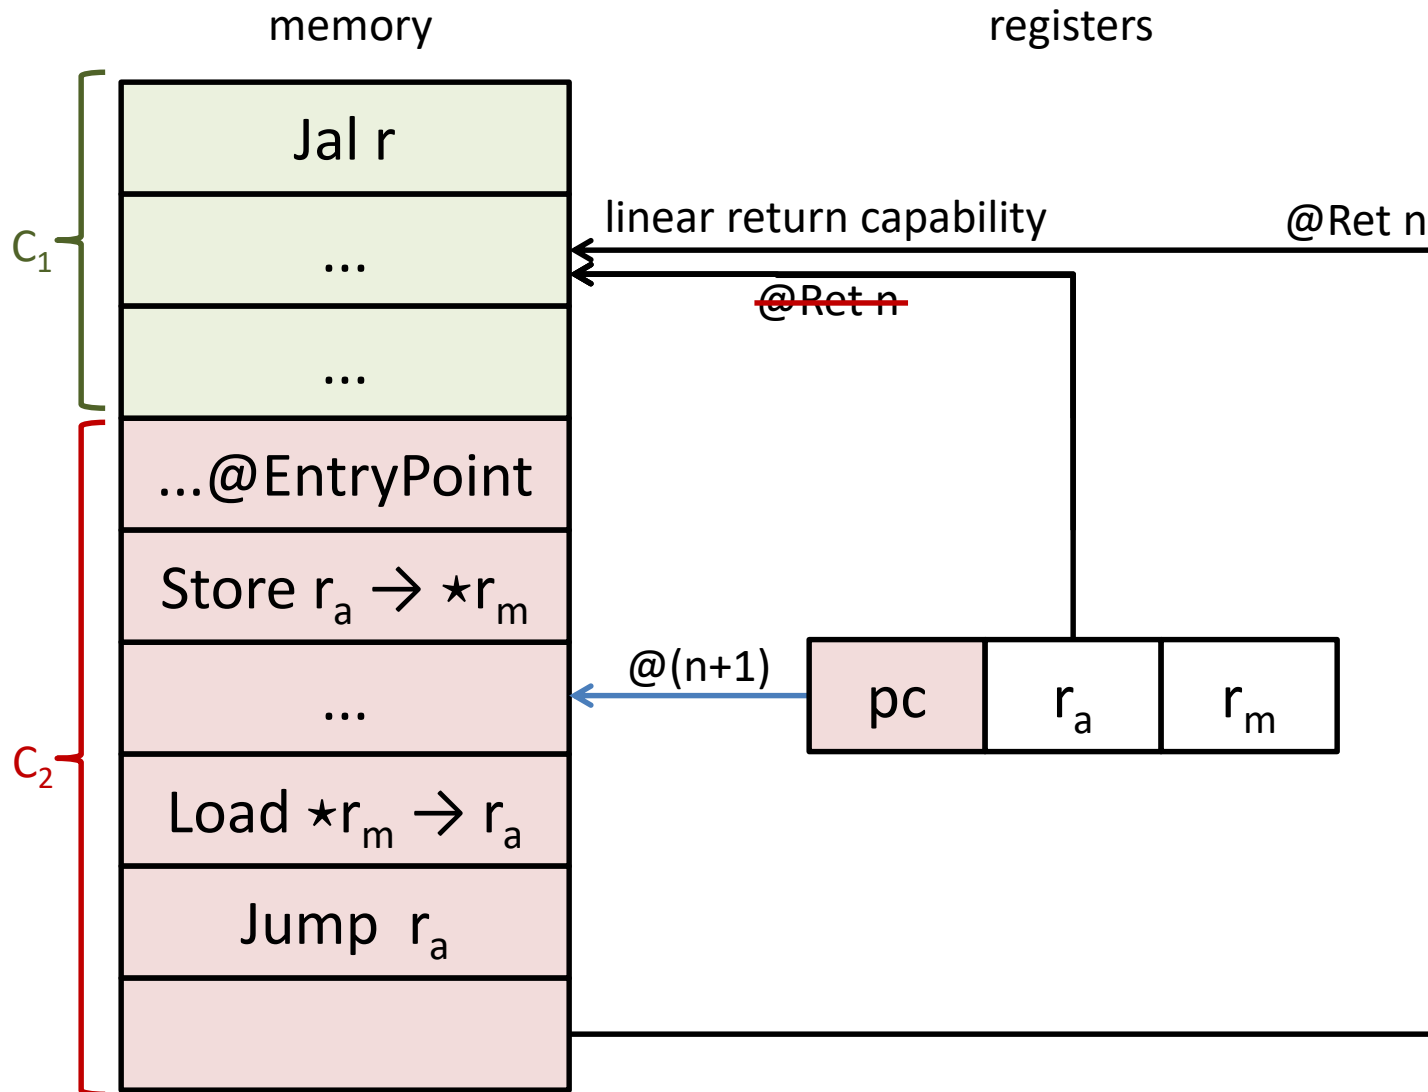 memory
registers
Jal r
linear return capability
@Ret n
C₁
...
@Ret n
...
...@EntryPoint
Store rₐ → ⋆rₘ
@(n+1)
...
pc
rₐ
rₘ
C₂
Load ⋆rₘ → rₐ
Jump rₐ